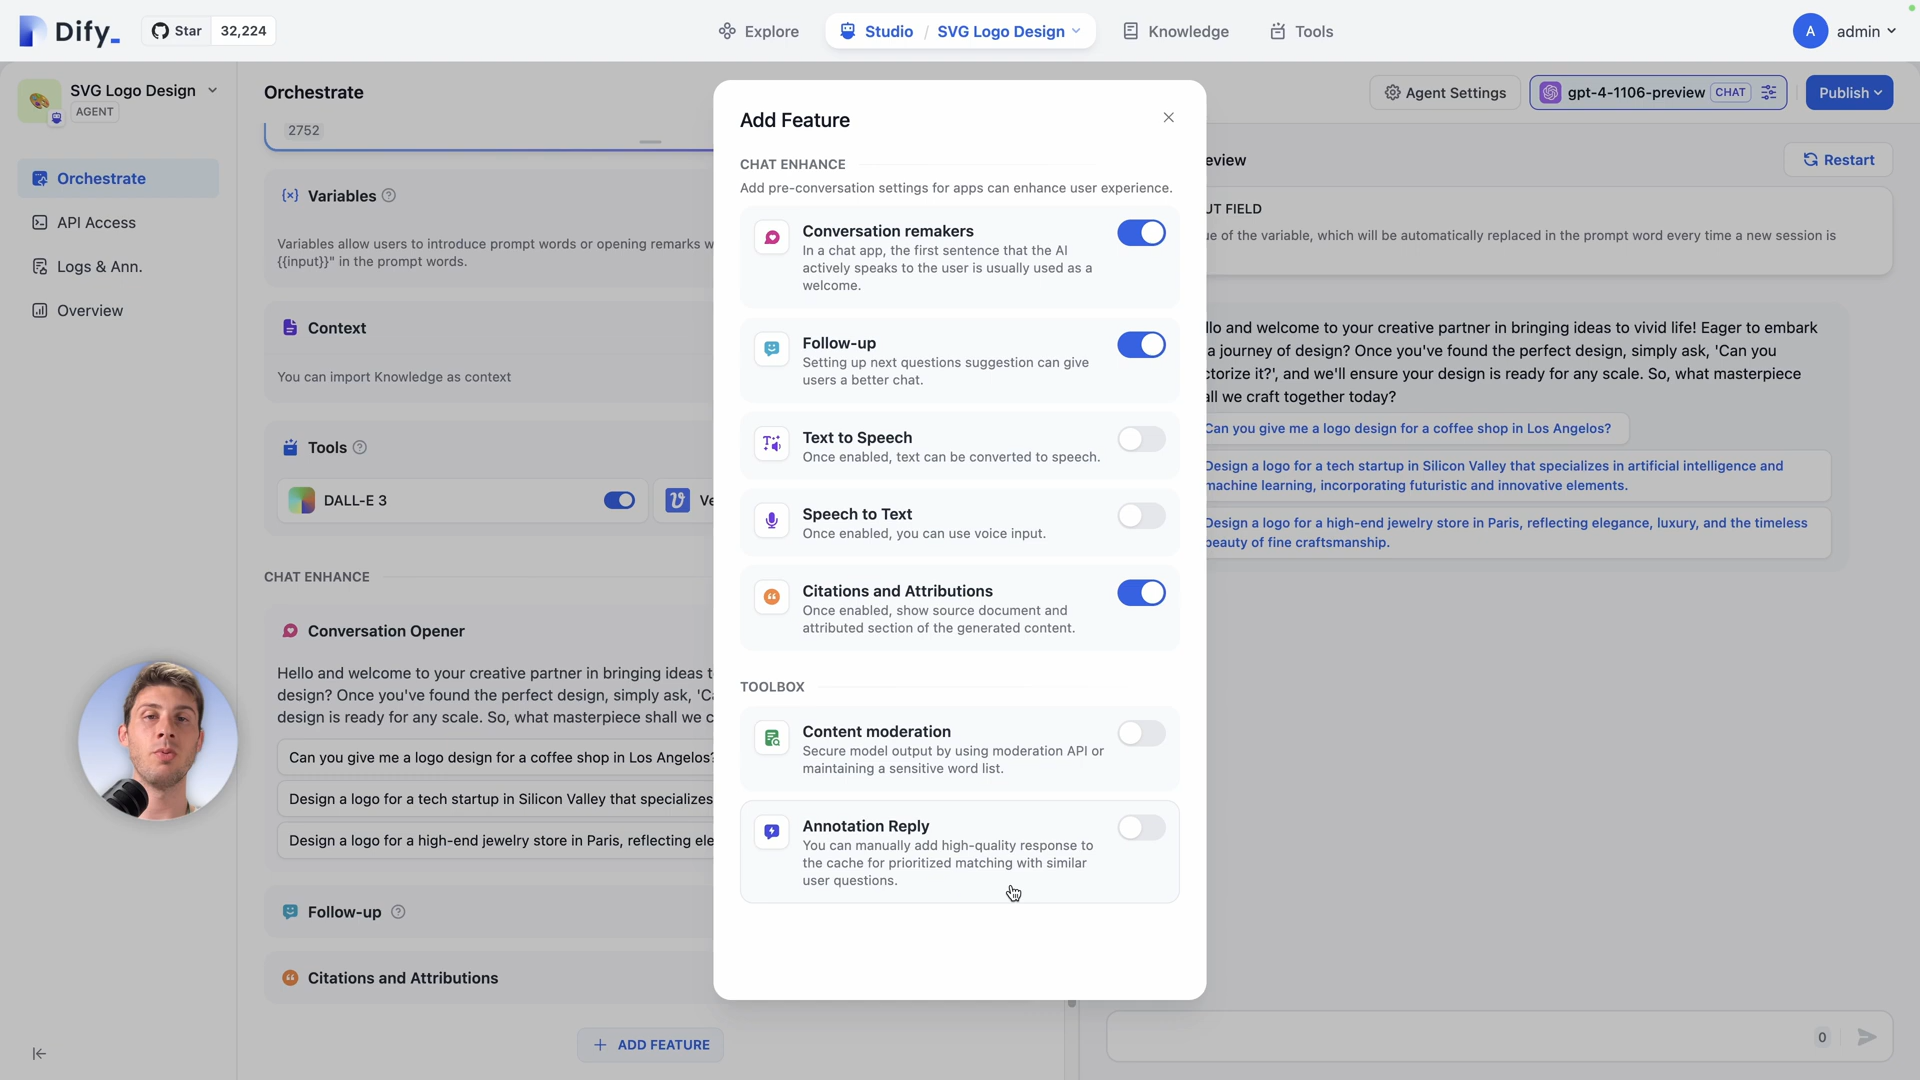 Dify_
Star
32,224
Explore
Studio / SVG Logo Design
Knowledge
Tools
A
admin
SVG Logo Design
AGENT
Orchestrate
API Access
Logs & Ann.
Overview
Orchestrate
Agent Settings
gpt-4-1106-preview
CHAT
Publish
2752
Variables
Variables allow users to introduce prompt words or opening remarks w
{{input}}" in the prompt words.
Context
You can import Knowledge as context
Tools
DALL-E 3
Ve
CHAT ENHANCE
Conversation Opener
Hello and welcome to your creative partner in bringing ideas t
design? Once you've found the perfect design, simply ask, 'Ca
design is ready for any scale. So, what masterpiece shall we c
Can you give me a logo design for a coffee shop in Los Angelos?
Design a logo for a tech startup in Silicon Valley that specializes
Design a logo for a high-end jewelry store in Paris, reflecting ele
Follow-up
Citations and Attributions
+ ADD FEATURE
Add Feature
CHAT ENHANCE
Add pre-conversation settings for apps can enhance user experience.
Conversation remakers
In a chat app, the first sentence that the AI
actively speaks to the user is usually used as a
welcome.
Follow-up
Setting up next questions suggestion can give
users a better chat.
Text to Speech
Once enabled, text can be converted to speech.
Speech to Text
Once enabled, you can use voice input.
Citations and Attributions
Once enabled, show source document and
attributed section of the generated content.
TOOLBOX
Content moderation
Secure model output by using moderation API or
maintaining a sensitive word list.
Annotation Reply
You can manually add high-quality response to
the cache for prioritized matching with similar
user questions.
eview
Restart
UT FIELD
ue of the variable, which will be automatically replaced in the prompt word every time a new session is
llo and welcome to your creative partner in bringing ideas to vivid life! Eager to embark
a journey of design? Once you've found the perfect design, simply ask, 'Can you
ctorize it?', and we'll ensure your design is ready for any scale. So, what masterpiece
all we craft together today?
Can you give me a logo design for a coffee shop in Los Angelos?
Design a logo for a tech startup in Silicon Valley that specializes in artificial intelligence and
machine learning, incorporating futuristic and innovative elements.
Design a logo for a high-end jewelry store in Paris, reflecting elegance, luxury, and the timeless
beauty of fine craftsmanship.
0